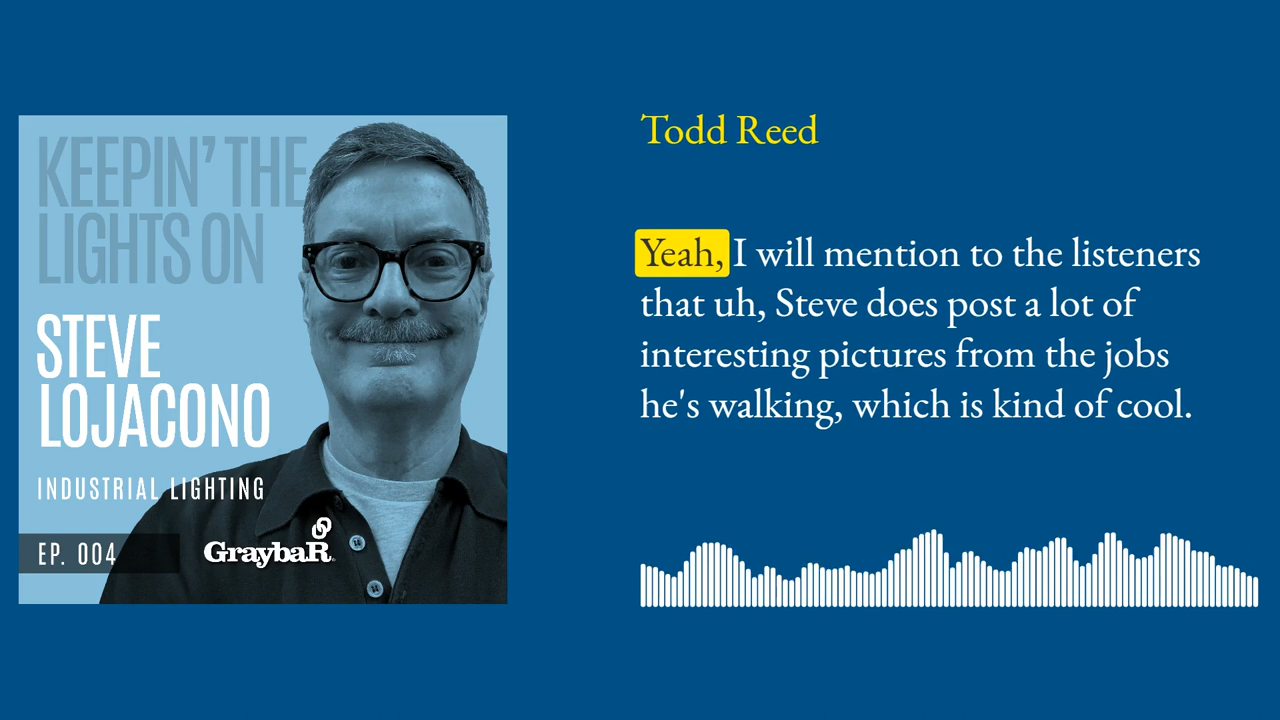 KEEPIN' THE
LIGHTS ON
STEVE
LOJACONO
INDUSTRIAL LIGHTING
EP. 004
GraybaR
Todd Reed
Yeah, I will mention to the listeners
that uh, Steve does post a lot of
interesting pictures from the jobs
he's walking, which is kind of cool.